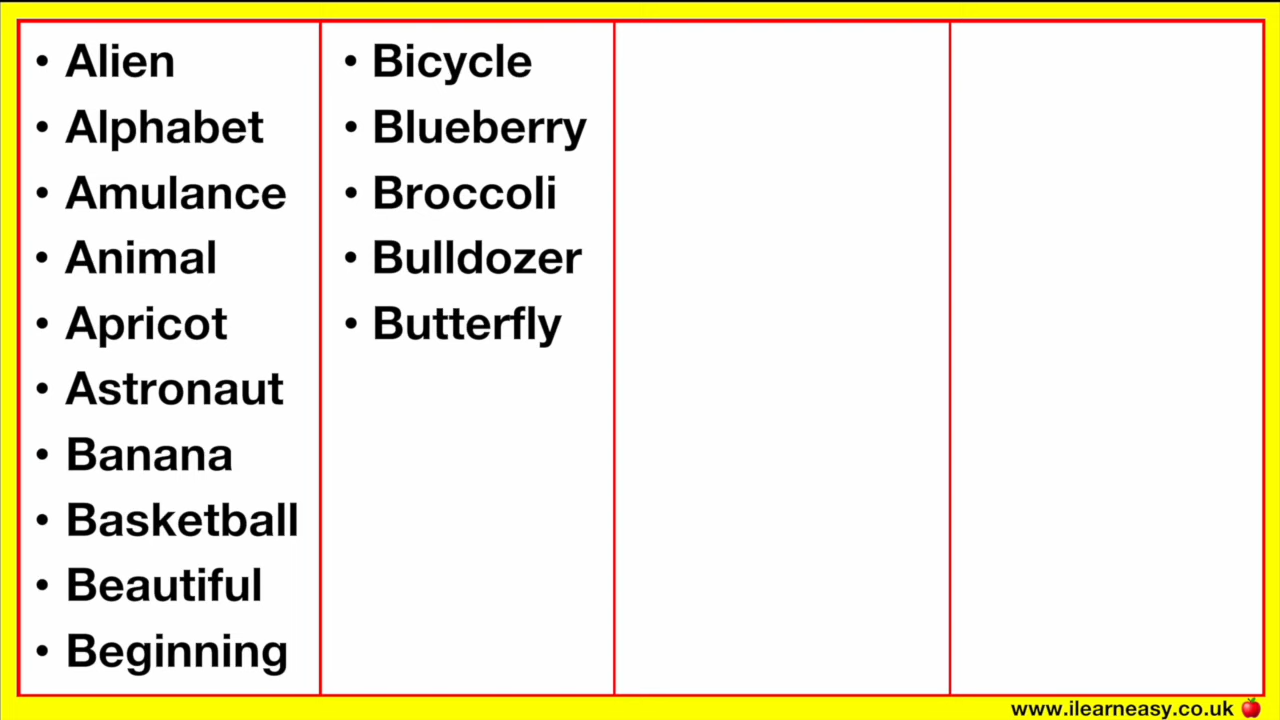 • Alien
• Alphabet
• Amulance
• Animal
• Apricot
• Astronaut
• Banana
• Basketball
• Beautiful
• Beginning
• Bicycle
• Blueberry
• Broccoli
• Bulldozer
• Butterfly
www.ilearneasy.co.uk